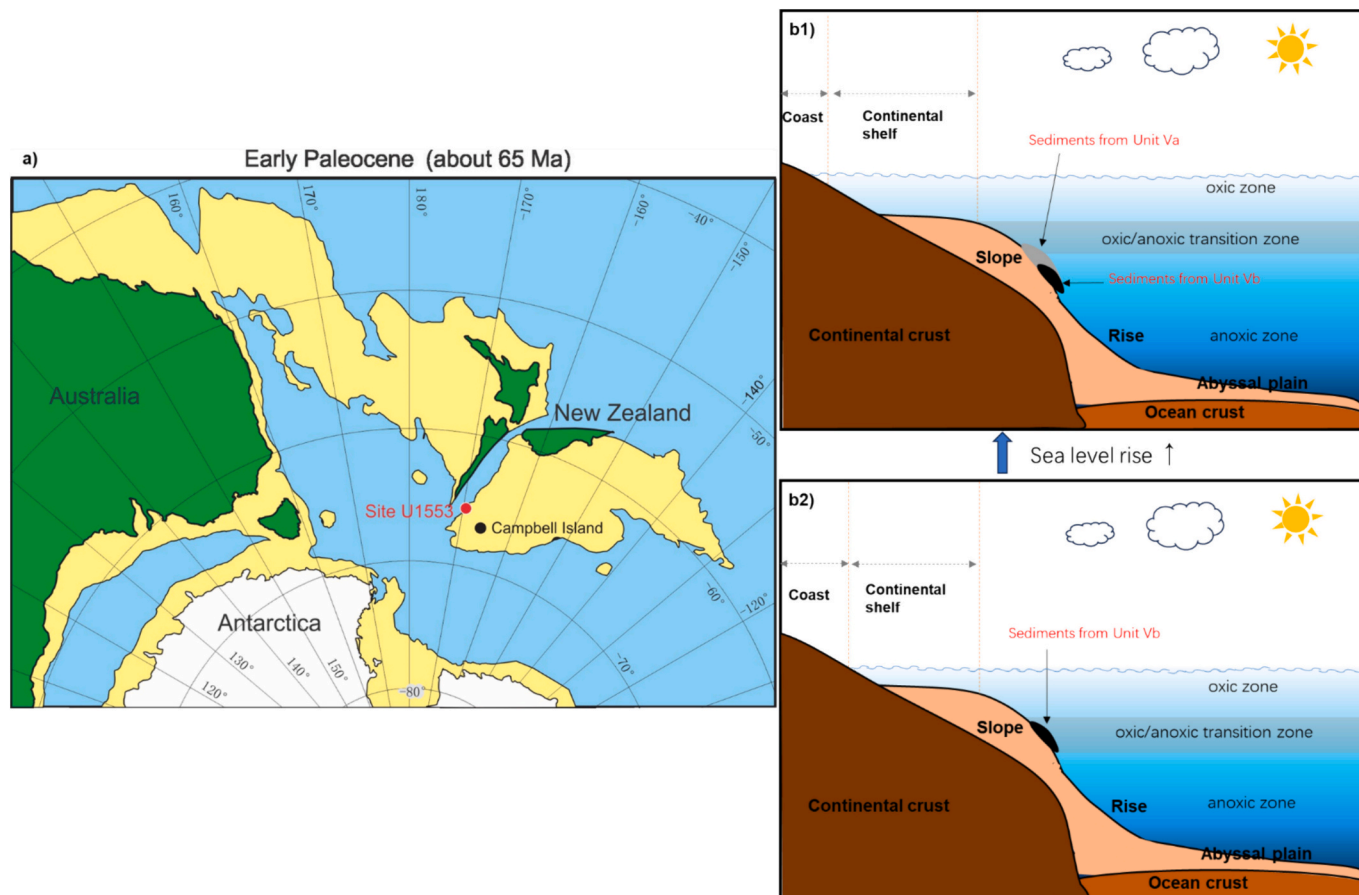 a)
Early Paleocene (about 65 Ma)
160°
170°
180°
-170°
-160°
-40°
-150°
-140°
-50°
Australia
New Zealand
Site U1553
Campbell Island
-60°
-120°
Antarctica
-70°
150°
140°
130°
120°
-80°
b1)
Coast
Continental
shelf
Sediments from Unit Va
oxic zone
oxic/anoxic transition zone
Slope
Sediments from Unit Vb
Continental crust
Rise
anoxic zone
Abyssal plain
Ocean crust
Sea level rise ↑
b2)
Coast
Continental
shelf
Sediments from Unit Vb
oxic zone
Slope
oxic/anoxic transition zone
Continental crust
Rise
anoxic zone
Abyssal plain
Ocean crust